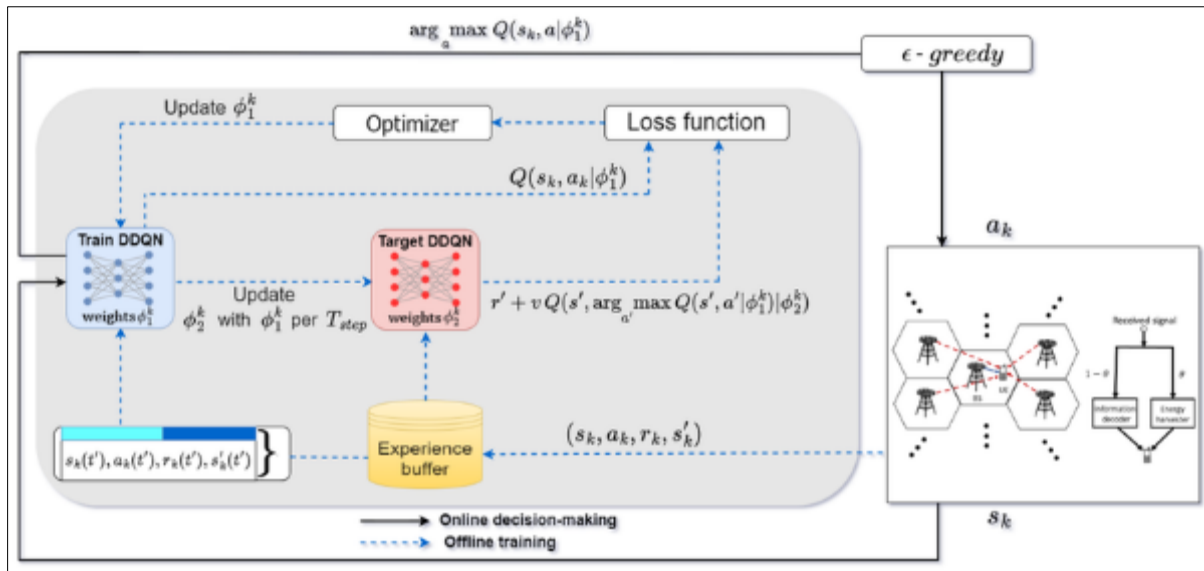 arg max Q(s_k, a|ϕ_1^k)
a
ϵ - greedy
Update ϕ_1^k
Optimizer
Loss function
Q(s_k, a_k|ϕ_1^k)
Train DDQN
weights ϕ_1^k
Target DDQN
weights ϕ_2^k
Update
ϕ_2^k with ϕ_1^k per T_step
r′ + v Q(s′, arg max Q(s′, a′|ϕ_1^k)|ϕ_2^k)
a′
a_k
Received signal
1 − θ
θ
BS
UE
Information
decoder
Energy
harvester
(s_k, a_k, r_k, s′_k)
Experience
buffer
s_k(t′), a_k(t′), r_k(t′), s′_k(t′) }
s_k
Online decision-making
Offline training